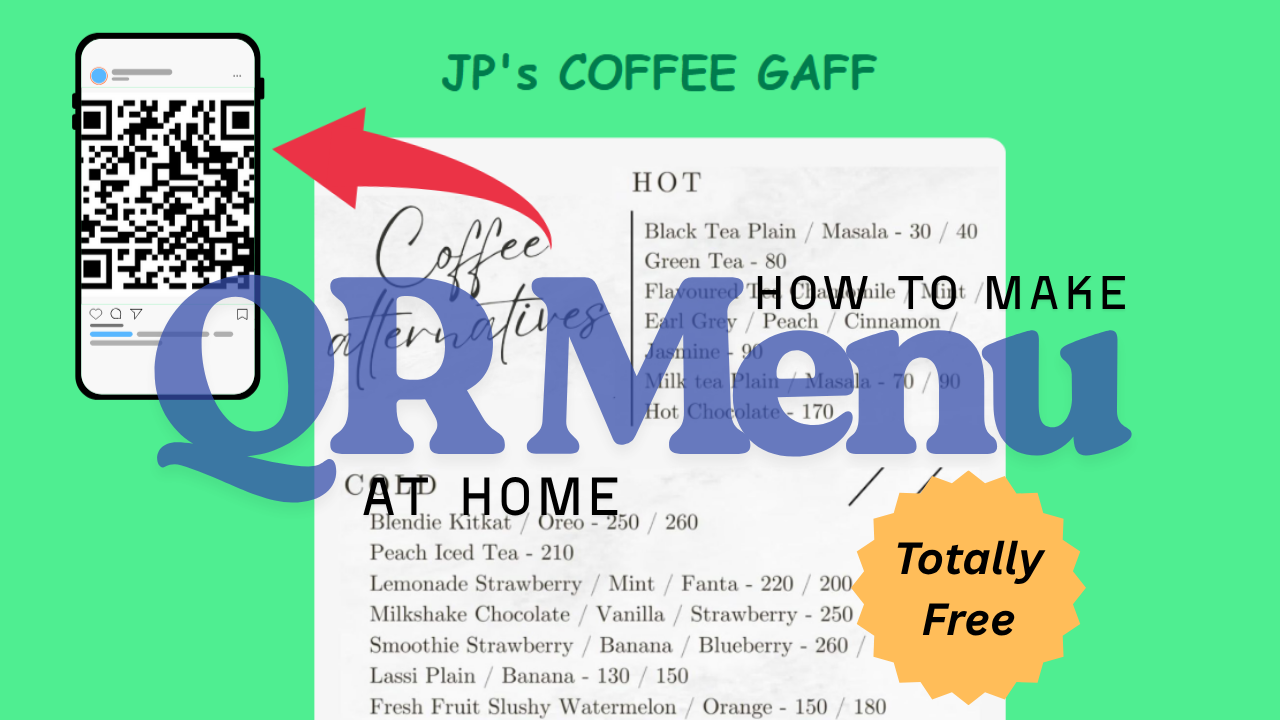 JP's COFFEE GAFF
HOT
Coffee
alternatives
Black Tea Plain / Masala - 30 / 40
Green Tea - 80
Flavoured Tea Chamomile / Mint /
Earl Grey / Peach / Cinnamon /
Jasmine - 90
Milk tea Plain / Masala - 70 / 90
Hot Chocolate - 170
HOW TO MAKE
QR Menu
AT HOME
COLD
Blendie Kitkat / Oreo - 250 / 260
Peach Iced Tea - 210
Lemonade Strawberry / Mint / Fanta - 220 / 200
Milkshake Chocolate / Vanilla / Strawberry - 250
Smoothie Strawberry / Banana / Blueberry - 260 /
Lassi Plain / Banana - 130 / 150
Fresh Fruit Slushy Watermelon / Orange - 150 / 180
Totally
Free